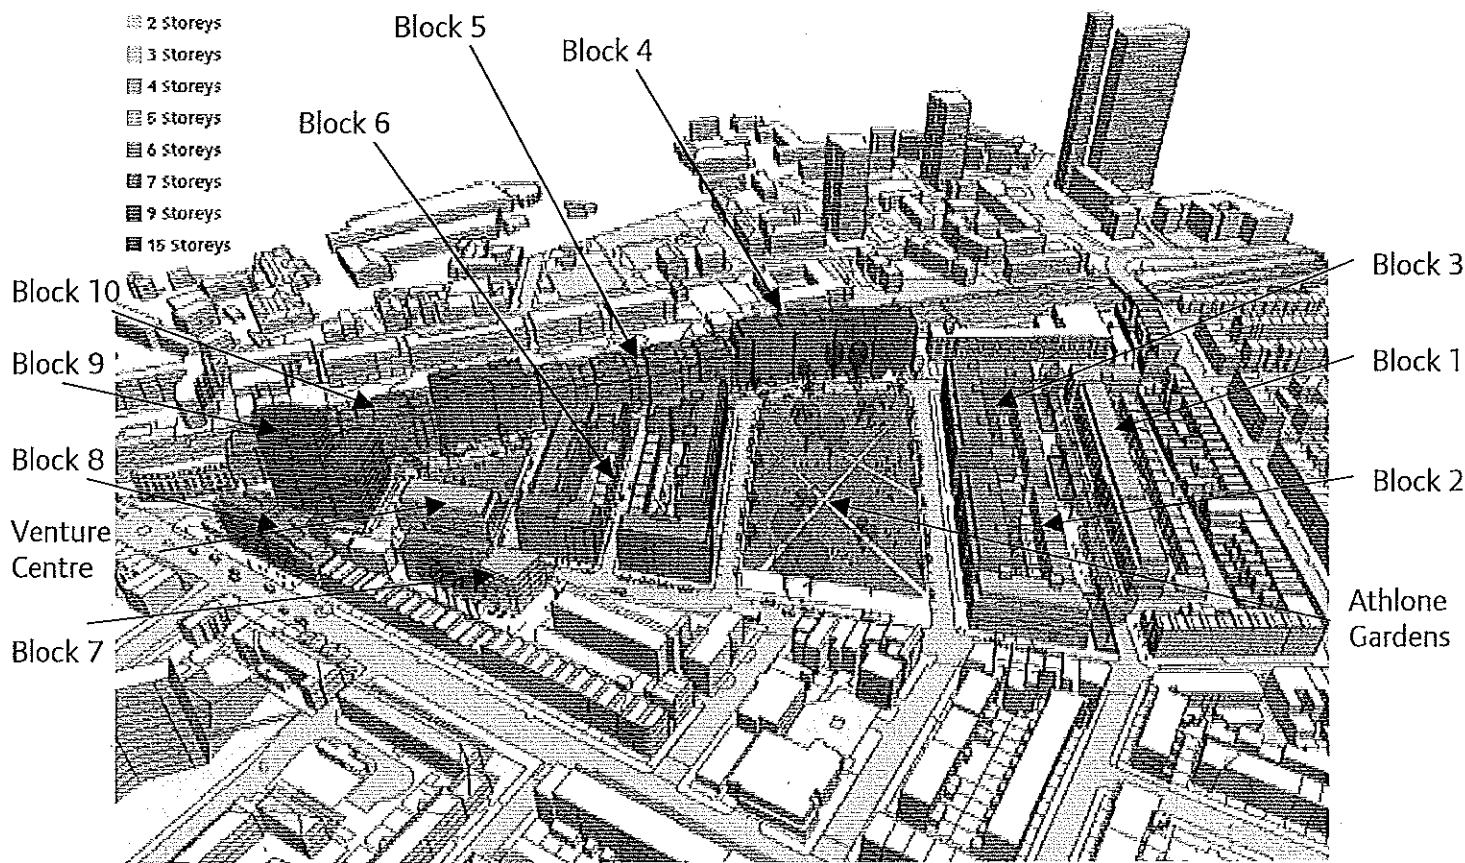 2 Storeys
3 Storeys
4 Storeys
5 Storeys
6 Storeys
7 Storeys
9 Storeys
15 Storeys
Block 5
Block 4
Block 6
Block 10
Block 9
Block 8
Venture
Centre
Block 7
Block 3
Block 1
Block 2
Athlone
Gardens